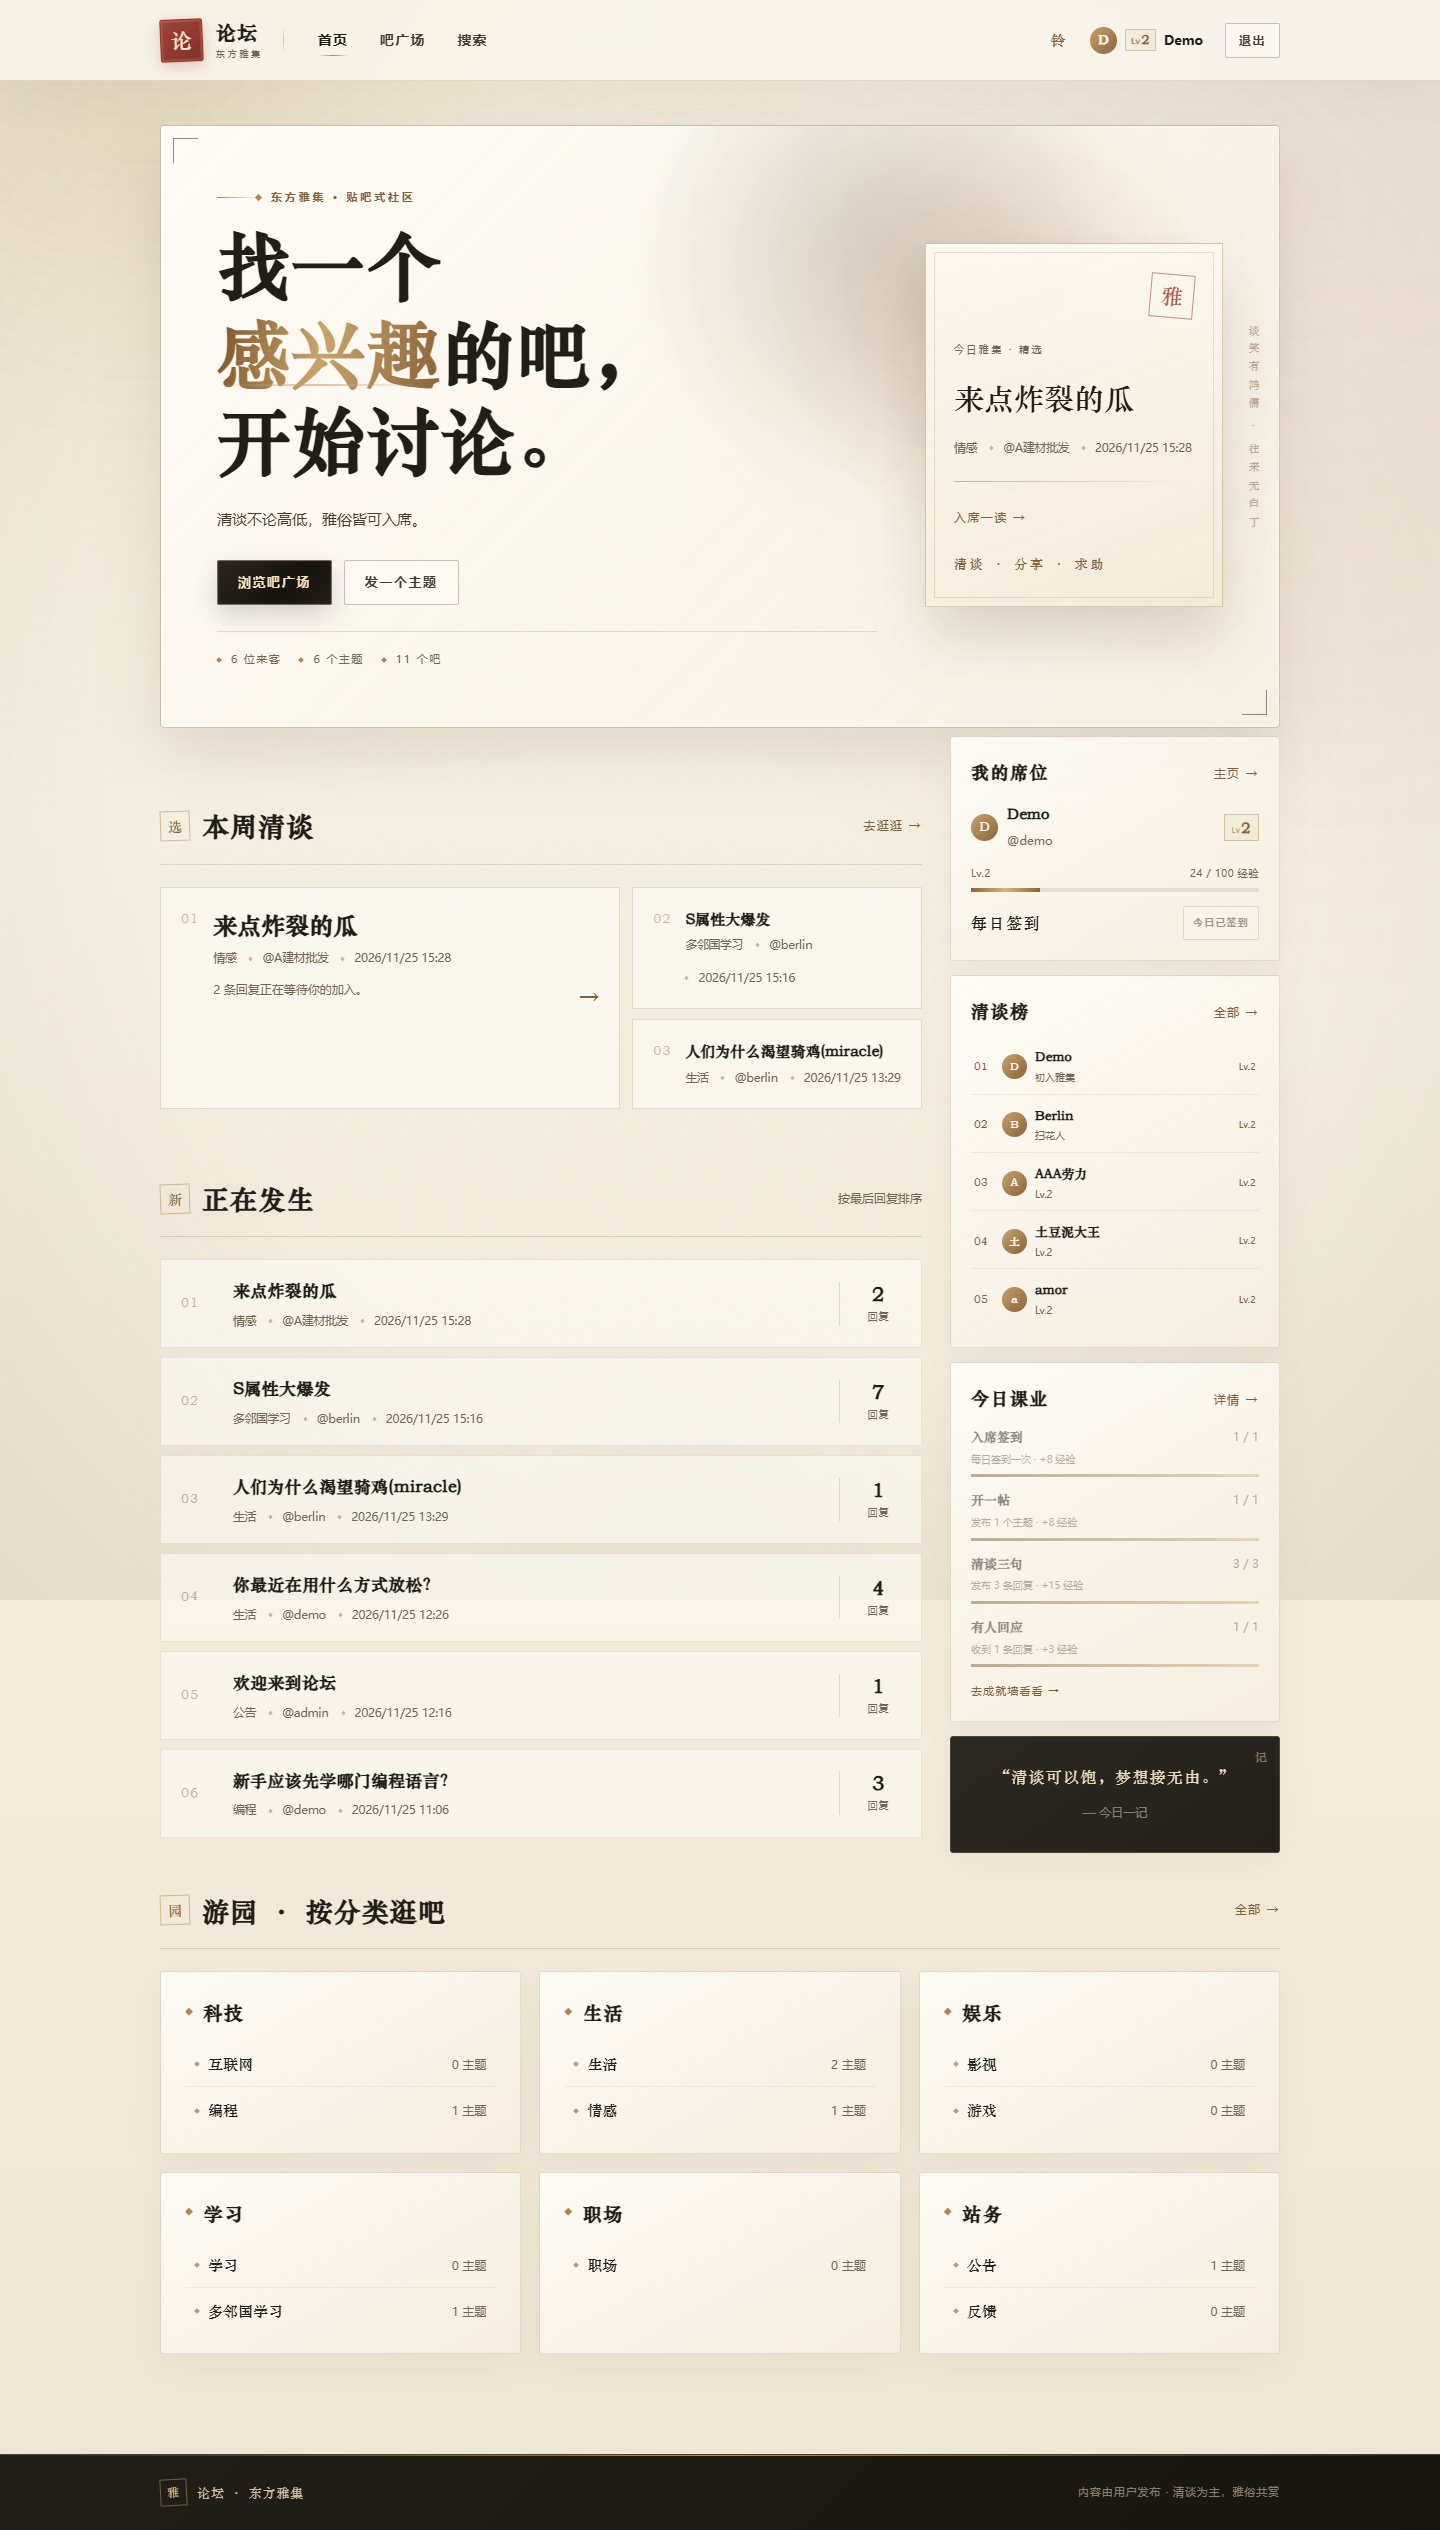 论
论坛
东方雅集
首页
吧广场
搜索
铃
D
Lv2
Demo
退出
东方雅集 • 贴吧式社区
找一个
感兴趣的吧，
开始讨论。
清谈不论高低，雅俗皆可入席。
浏览吧广场
发一个主题
6 位来客
6 个主题
11 个吧
雅
今日雅集 · 精选
来点炸裂的瓜
情感 @A建材批发 2026/11/25 15:28
入席一读 →
清谈 · 分享 · 求助
谈笑有鸿儒·往来无白丁
选
本周清谈
去逛逛 →
01
来点炸裂的瓜
情感 @A建材批发 2026/11/25 15:28
2 条回复正在等待你的加入。
→
02
S属性大爆发
多邻国学习 @berlin
2026/11/25 15:16
03
人们为什么渴望骑鸡(miracle)
生活 @berlin 2026/11/25 13:29
新
正在发生
按最后回复排序
01
来点炸裂的瓜
情感 @A建材批发 2026/11/25 15:28
2
回复
02
S属性大爆发
多邻国学习 @berlin 2026/11/25 15:16
7
回复
03
人们为什么渴望骑鸡(miracle)
生活 @berlin 2026/11/25 13:29
1
回复
04
你最近在用什么方式放松？
生活 @demo 2026/11/25 12:26
4
回复
05
欢迎来到论坛
公告 @admin 2026/11/25 12:16
1
回复
06
新手应该先学哪门编程语言？
编程 @demo 2026/11/25 11:06
3
回复
我的席位
主页 →
D
Demo
@demo
Lv2
Lv.2
24 / 100 经验
每日签到
今日已签到
清谈榜
全部 →
01
D
Demo
初入雅集
Lv.2
02
B
Berlin
扫花人
Lv.2
03
A
AAA劳力
Lv.2
Lv.2
04
土
土豆泥大王
Lv.2
Lv.2
05
a
amor
Lv.2
Lv.2
今日课业
详情 →
入席签到
1 / 1
每日签到一次 · +8 经验
开一帖
1 / 1
发布 1 个主题 · +8 经验
清谈三句
3 / 3
发布 3 条回复 · +15 经验
有人回应
1 / 1
收到 1 条回复 · +3 经验
去成就墙看看 →
记
“清谈可以饱，梦想接无由。”
— 今日一记
园
游园 · 按分类逛吧
全部 →
科技
互联网
0 主题
编程
1 主题
生活
生活
2 主题
情感
1 主题
娱乐
影视
0 主题
游戏
0 主题
学习
学习
0 主题
多邻国学习
1 主题
职场
职场
0 主题
站务
公告
1 主题
反馈
0 主题
雅
论坛 · 东方雅集
内容由用户发布 · 清谈为主，雅俗共赏